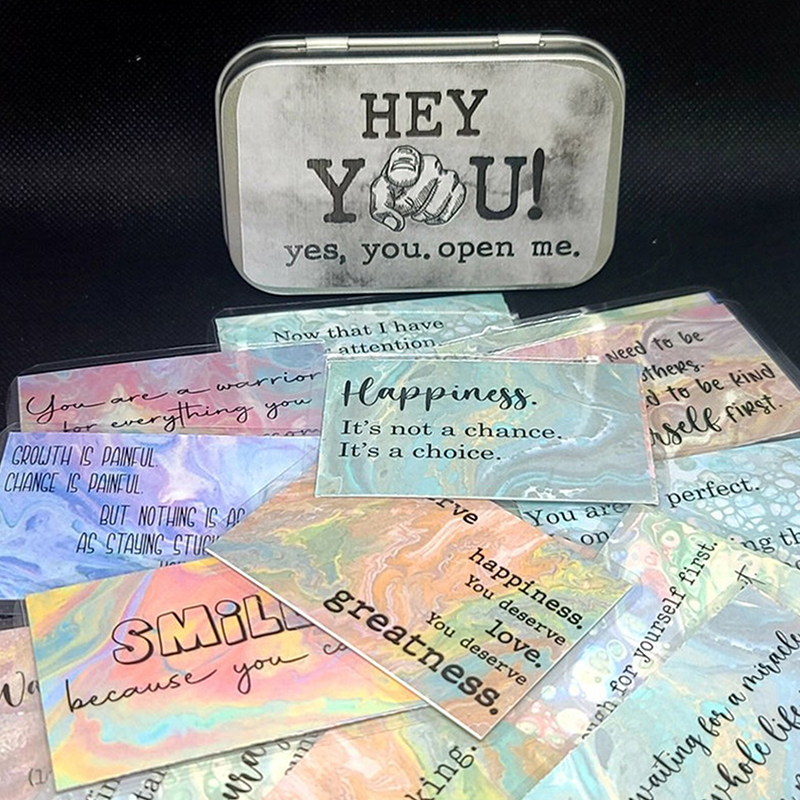 HEY
YOU!
yes, you. open me.
Now that I have
attention.
You are a warrior
for everything you
need to be
others.
to be kind
first.
Happiness.
It's not a chance.
It's a choice.
GROWTH IS PAINFUL.
CHANGE IS PAINFUL.
BUT NOTHING IS AS
AS STAYING STUCK
You are perfect.
happiness.
You deserve
love.
You deserve
greatness.
SMILE
because you
for yourself first.
waiting for a miracle
whole life